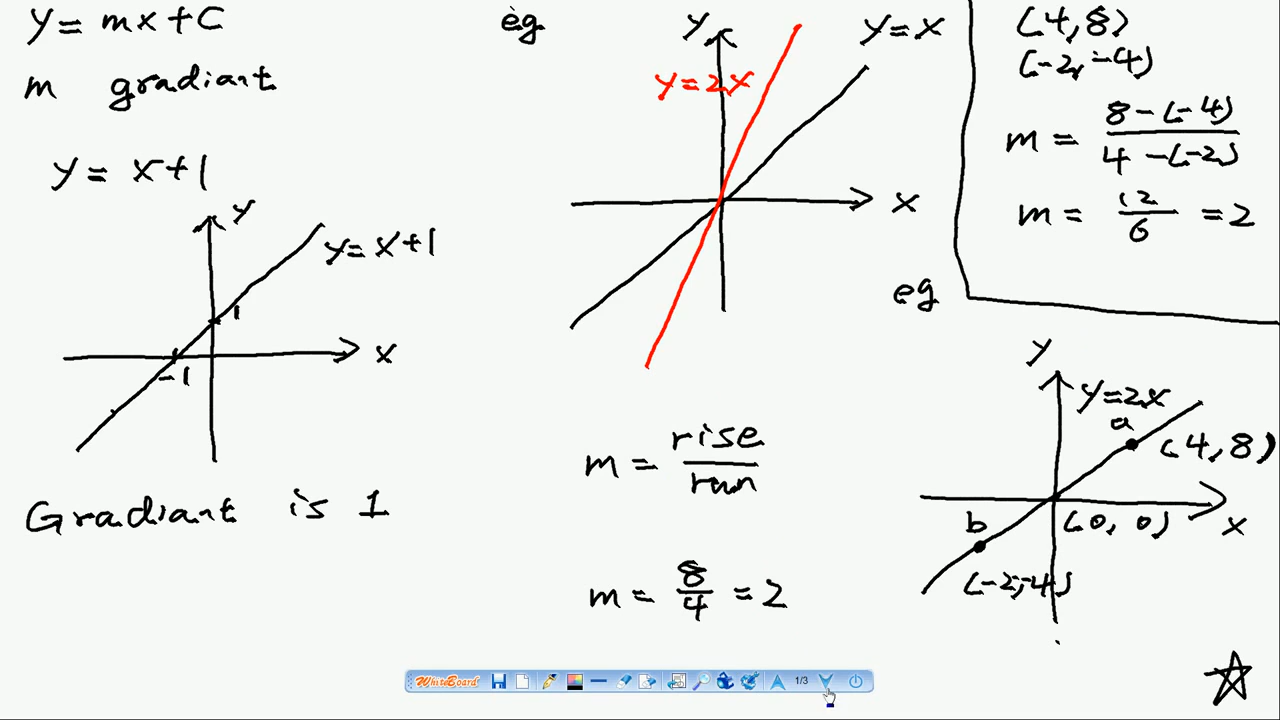 y = mx + C
m gradiant
y = x+1
y
y = x+1
1
x
-1
Gradiant is 1
eg
y
y = x
y = 2x
x
m = rise
run
m = 8
4 = 2
(4, 8)
(-2, -4)
m = 8 - (-4)
4 - (-2)
m = 12
6 = 2
eg
y
y=2x
a
(4, 8)
b
(0, 0)
x
(-2, -4)
WhiteBoard
1/3